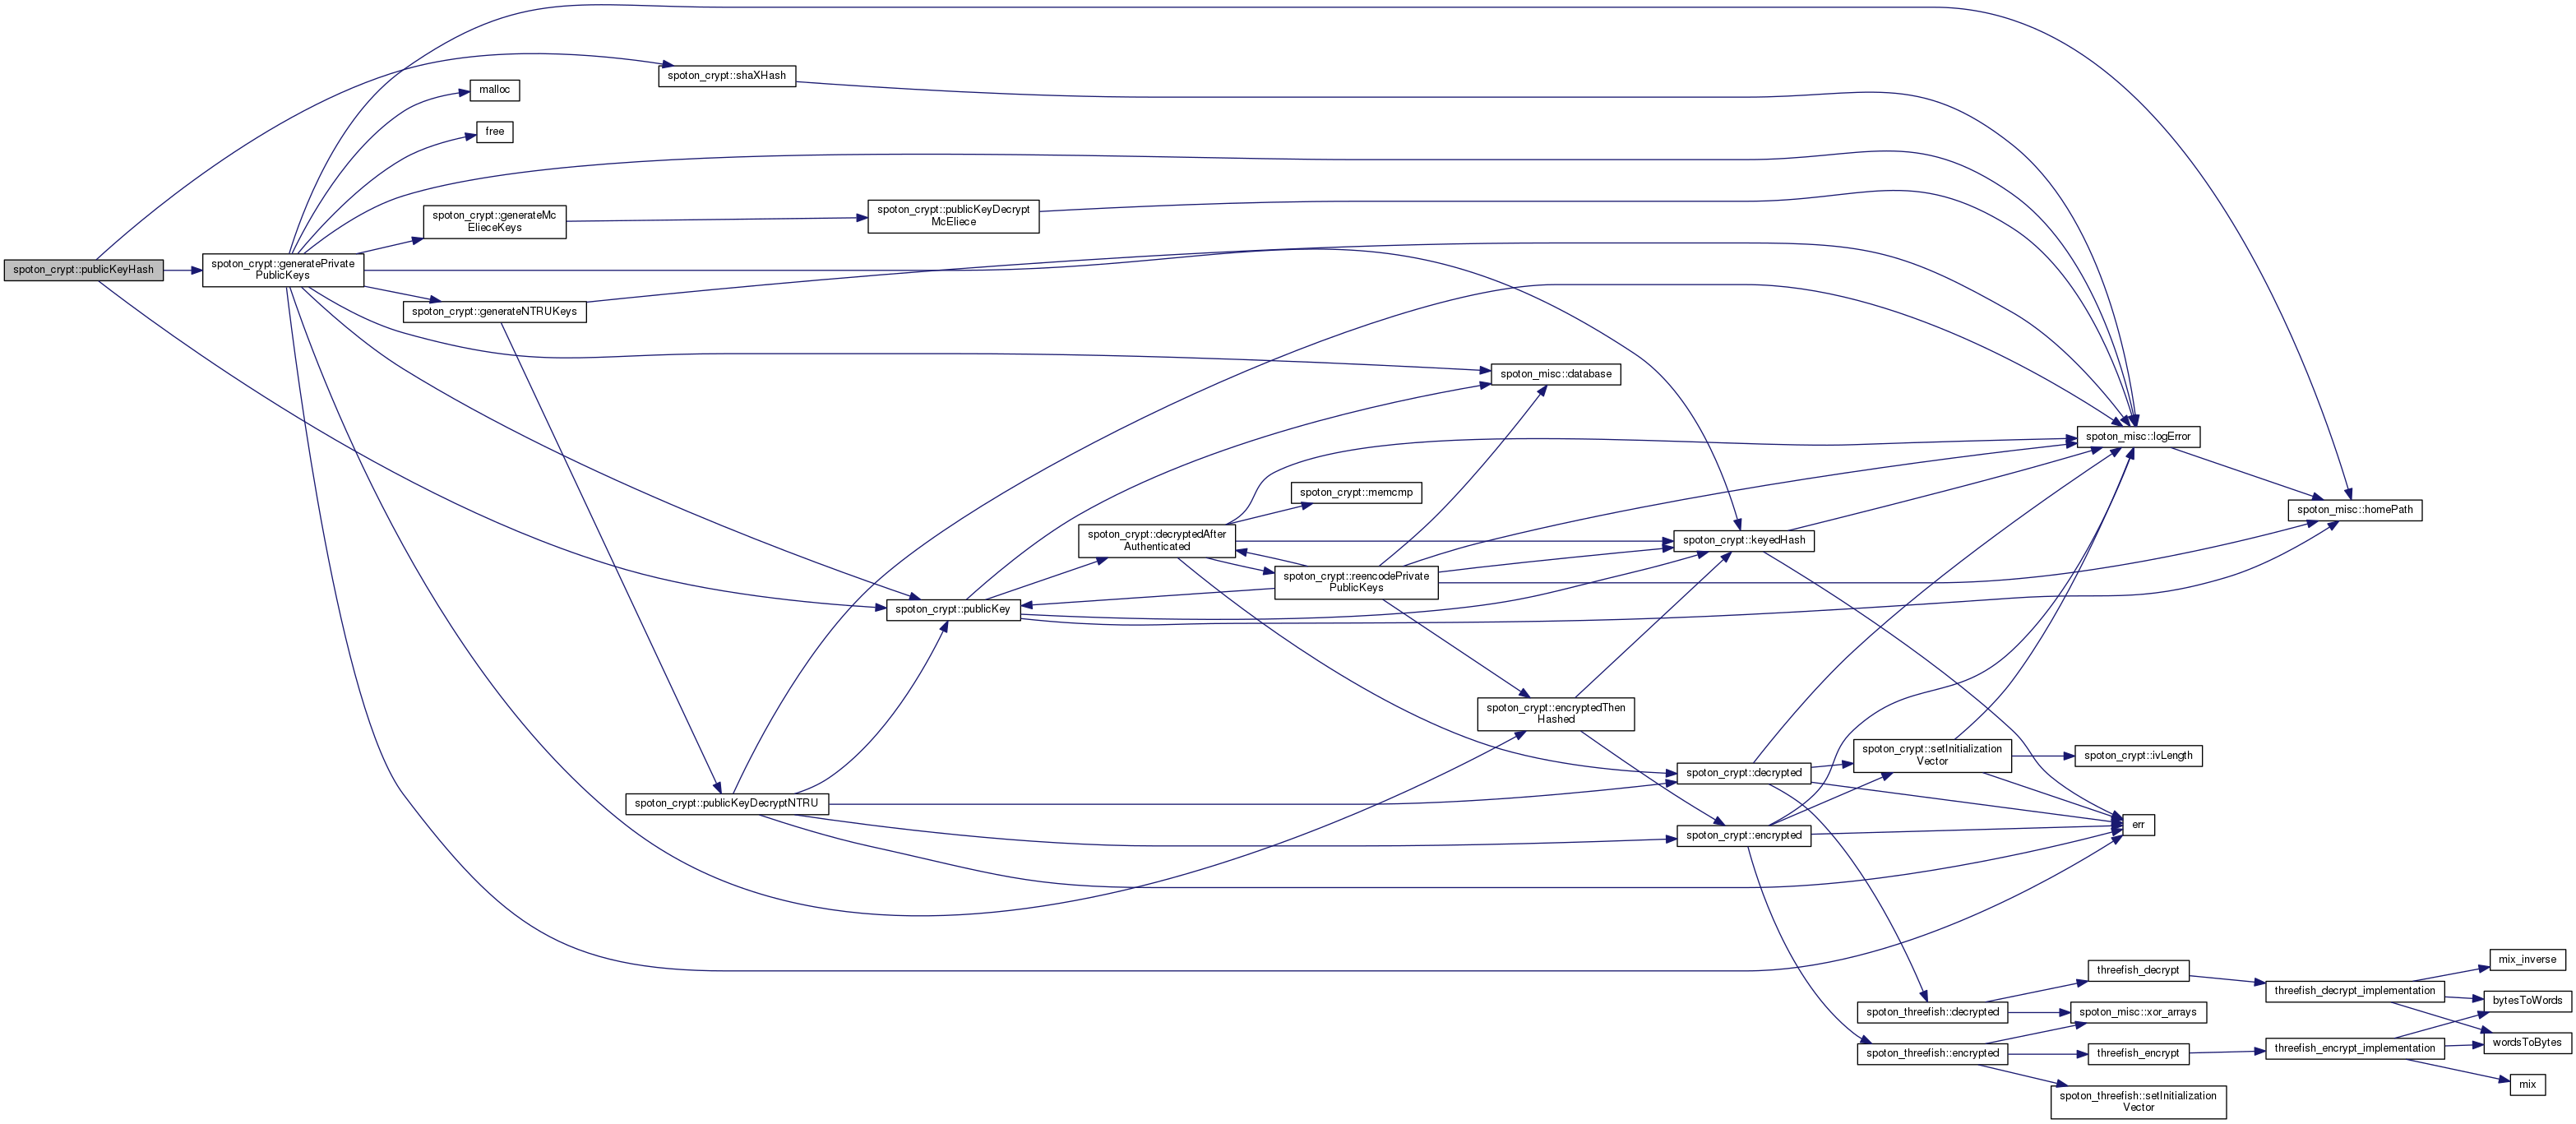 spoton_crypt::publicKeyHash
spoton_crypt::generatePrivate
PublicKeys
malloc
free
spoton_crypt::generateMc
ElieceKeys
spoton_crypt::generateNTRUKeys
spoton_crypt::shaXHash
spoton_crypt::publicKeyDecryptNTRU
spoton_crypt::publicKeyDecrypt
McEliece
spoton_crypt::publicKey
spoton_crypt::decryptedAfter
Authenticated
spoton_crypt::memcmp
spoton_crypt::reencodePrivate
PublicKeys
spoton_misc::database
spoton_crypt::encryptedThen
Hashed
spoton_crypt::keyedHash
spoton_crypt::decrypted
spoton_crypt::encrypted
spoton_crypt::setInitialization
Vector
spoton_threefish::decrypted
spoton_threefish::encrypted
spoton_misc::logError
spoton_crypt::ivLength
err
threefish_decrypt
spoton_misc::xor_arrays
threefish_encrypt
spoton_threefish::setInitialization
Vector
spoton_misc::homePath
threefish_decrypt_implementation
threefish_encrypt_implementation
mix_inverse
bytesToWords
wordsToBytes
mix